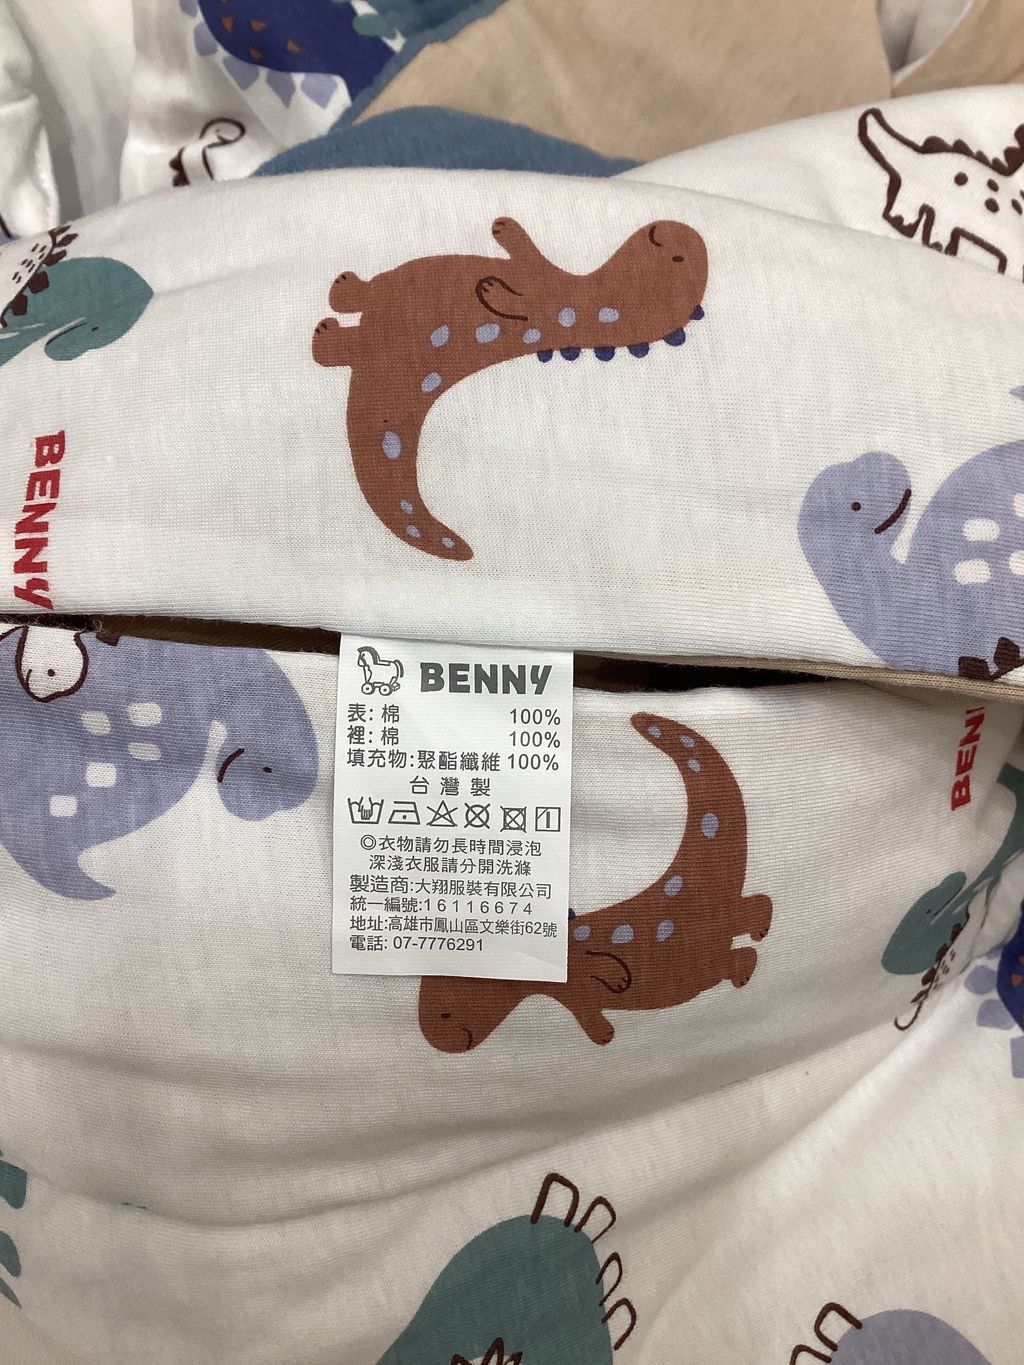 BENNY
BENNY
表: 棉 100%
裡: 棉 100%
填充物:聚酯纖維 100%
台灣製
◎衣物請勿長時間浸泡
深淺衣服請分開洗滌
製造商:大翔服裝有限公司
統一編號:16116674
地址:高雄市鳳山區文樂街62號
電話: 07-7776291
BEN